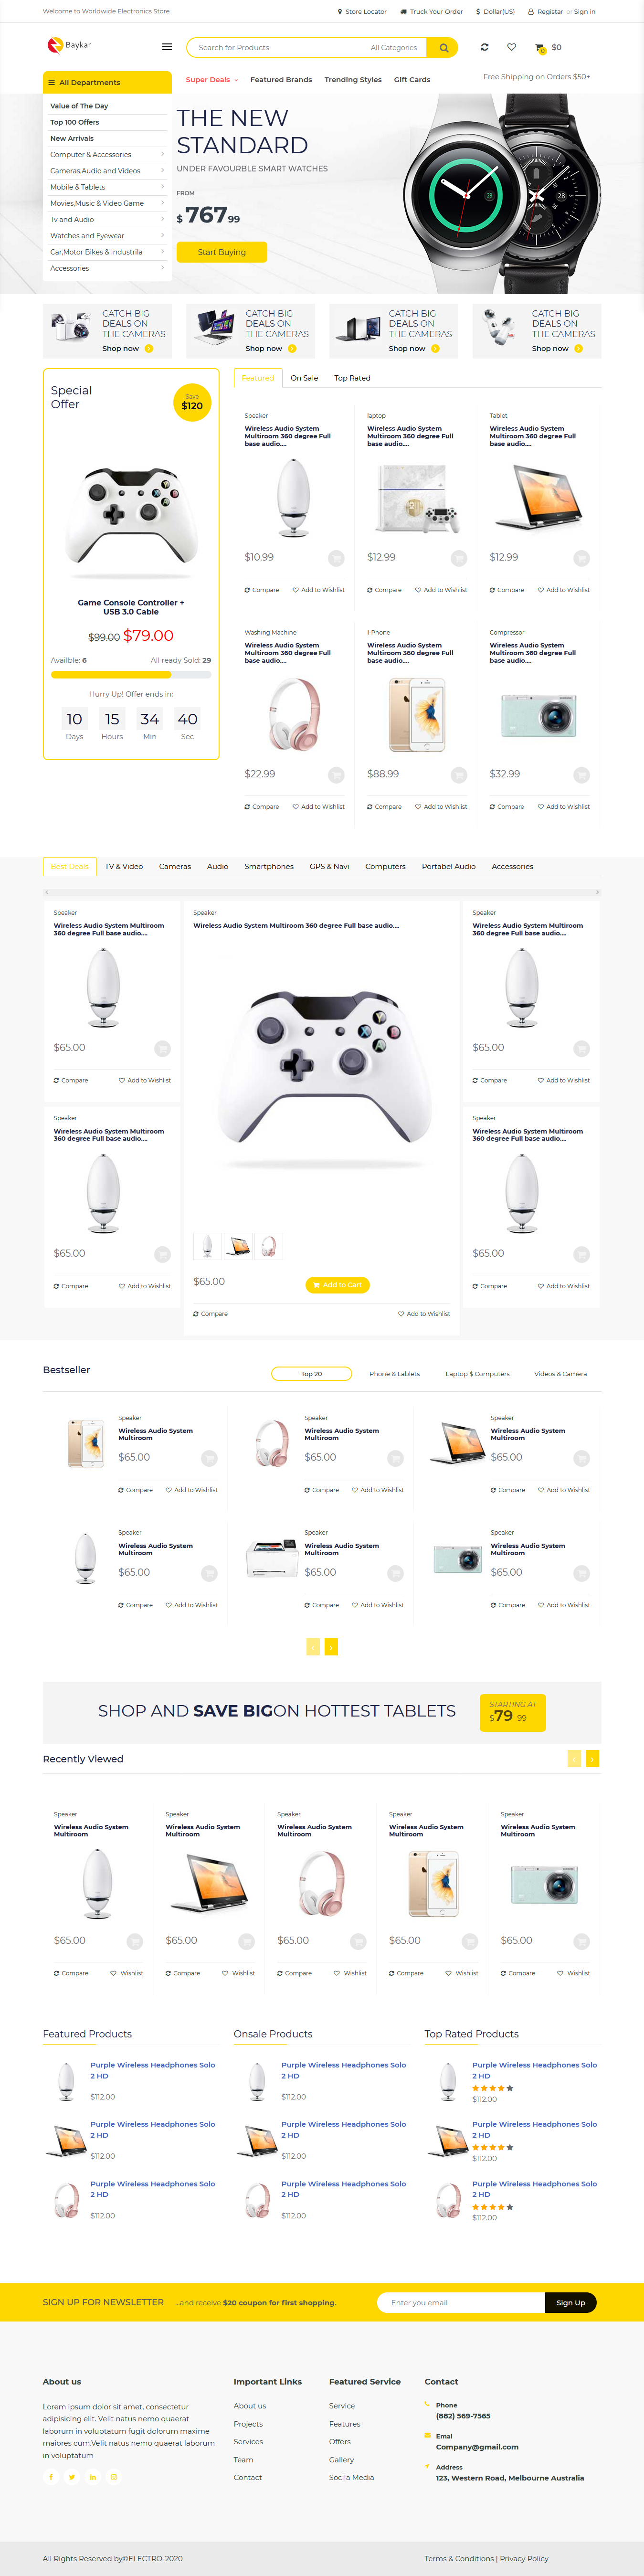 Welcome to Worldwide Electronics Store
Store Locator
Truck Your Order
$ Dollar(US)
Registar or Sign in
Baykar
Search for Products
All Categories
0
$0
All Departments
Super Deals
Featured Brands
Trending Styles
Gift Cards
Free Shipping on Orders $50+
Value of The Day
Top 100 Offers
New Arrivals
Computer & Accessories
Cameras,Audio and Videos
Mobile & Tablets
Movies,Music & Video Game
Tv and Audio
Watches and Eyewear
Car,Motor Bikes & Industrila
Accessories
THE NEW
STANDARD
UNDER FAVOURBLE SMART WATCHES
FROM
$ 767 99
Start Buying
CATCH BIG
DEALS ON
THE CAMERAS
Shop now
CATCH BIG
DEALS ON
THE CAMERAS
Shop now
CATCH BIG
DEALS ON
THE CAMERAS
Shop now
CATCH BIG
DEALS ON
THE CAMERAS
Shop now
Special
Offer
Save
$120
Game Console Controller +
USB 3.0 Cable
$99.00 $79.00
Availble: 6
All ready Sold: 29
Hurry Up! Offer ends in:
10
15
34
40
Days
Hours
Min
Sec
Featured
On Sale
Top Rated
Speaker
Wireless Audio System
Multiroom 360 degree Full
base audio....
$10.99
Compare
Add to Wishlist
laptop
Wireless Audio System
Multiroom 360 degree Full
base audio....
$12.99
Compare
Add to Wishlist
Tablet
Wireless Audio System
Multiroom 360 degree Full
base audio....
$12.99
Compare
Add to Wishlist
Washing Machine
Wireless Audio System
Multiroom 360 degree Full
base audio....
$22.99
Compare
Add to Wishlist
I-Phone
Wireless Audio System
Multiroom 360 degree Full
base audio....
$88.99
Compare
Add to Wishlist
Compressor
Wireless Audio System
Multiroom 360 degree Full
base audio....
$32.99
Compare
Add to Wishlist
Best Deals
TV & Video
Cameras
Audio
Smartphones
GPS & Navi
Computers
Portabel Audio
Accessories
Speaker
Wireless Audio System Multiroom
360 degree Full base audio....
$65.00
Compare
Add to Wishlist
Speaker
Wireless Audio System Multiroom
360 degree Full base audio....
$65.00
Compare
Add to Wishlist
Speaker
Wireless Audio System Multiroom 360 degree Full base audio....
$65.00
Add to Cart
Compare
Add to Wishlist
Speaker
Wireless Audio System Multiroom
360 degree Full base audio....
$65.00
Compare
Add to Wishlist
Speaker
Wireless Audio System Multiroom
360 degree Full base audio....
$65.00
Compare
Add to Wishlist
Bestseller
Top 20
Phone & Lablets
Laptop $ Computers
Videos & Camera
Speaker
Wireless Audio System
Multiroom
$65.00
Compare
Add to Wishlist
Speaker
Wireless Audio System
Multiroom
$65.00
Compare
Add to Wishlist
Speaker
Wireless Audio System
Multiroom
$65.00
Compare
Add to Wishlist
Speaker
Wireless Audio System
Multiroom
$65.00
Compare
Add to Wishlist
Speaker
Wireless Audio System
Multiroom
$65.00
Compare
Add to Wishlist
Speaker
Wireless Audio System
Multiroom
$65.00
Compare
Add to Wishlist
SHOP AND SAVE BIGON HOTTEST TABLETS
STARTING AT
$79 99
Recently Viewed
Speaker
Wireless Audio System
Multiroom
$65.00
Compare
Wishlist
Speaker
Wireless Audio System
Multiroom
$65.00
Compare
Wishlist
Speaker
Wireless Audio System
Multiroom
$65.00
Compare
Wishlist
Speaker
Wireless Audio System
Multiroom
$65.00
Compare
Wishlist
Speaker
Wireless Audio System
Multiroom
$65.00
Compare
Wishlist
Featured Products
Purple Wireless Headphones Solo
2 HD
$112.00
Purple Wireless Headphones Solo
2 HD
$112.00
Purple Wireless Headphones Solo
2 HD
$112.00
Onsale Products
Purple Wireless Headphones Solo
2 HD
$112.00
Purple Wireless Headphones Solo
2 HD
$112.00
Purple Wireless Headphones Solo
2 HD
$112.00
Top Rated Products
Purple Wireless Headphones Solo
2 HD
$112.00
Purple Wireless Headphones Solo
2 HD
$112.00
Purple Wireless Headphones Solo
2 HD
$112.00
SIGN UP FOR NEWSLETTER
...and receive $20 coupon for first shopping.
Enter you email
Sign Up
About us
Lorem ipsum dolor sit amet, consectetur
adipisicing elit. Velit natus nemo quaerat
laborum in voluptatum fugit dolorum maxime
maiores cum.Velit natus nemo quaerat laborum
in voluptatum
Important Links
About us
Projects
Services
Team
Contact
Featured Service
Service
Features
Offers
Gallery
Socila Media
Contact
Phone
(882) 569-7565
Emal
Company@gmail.com
Address
123, Western Road, Melbourne Australia
All Rights Reserved by©ELECTRO-2020
Terms & Conditions | Privacy Policy